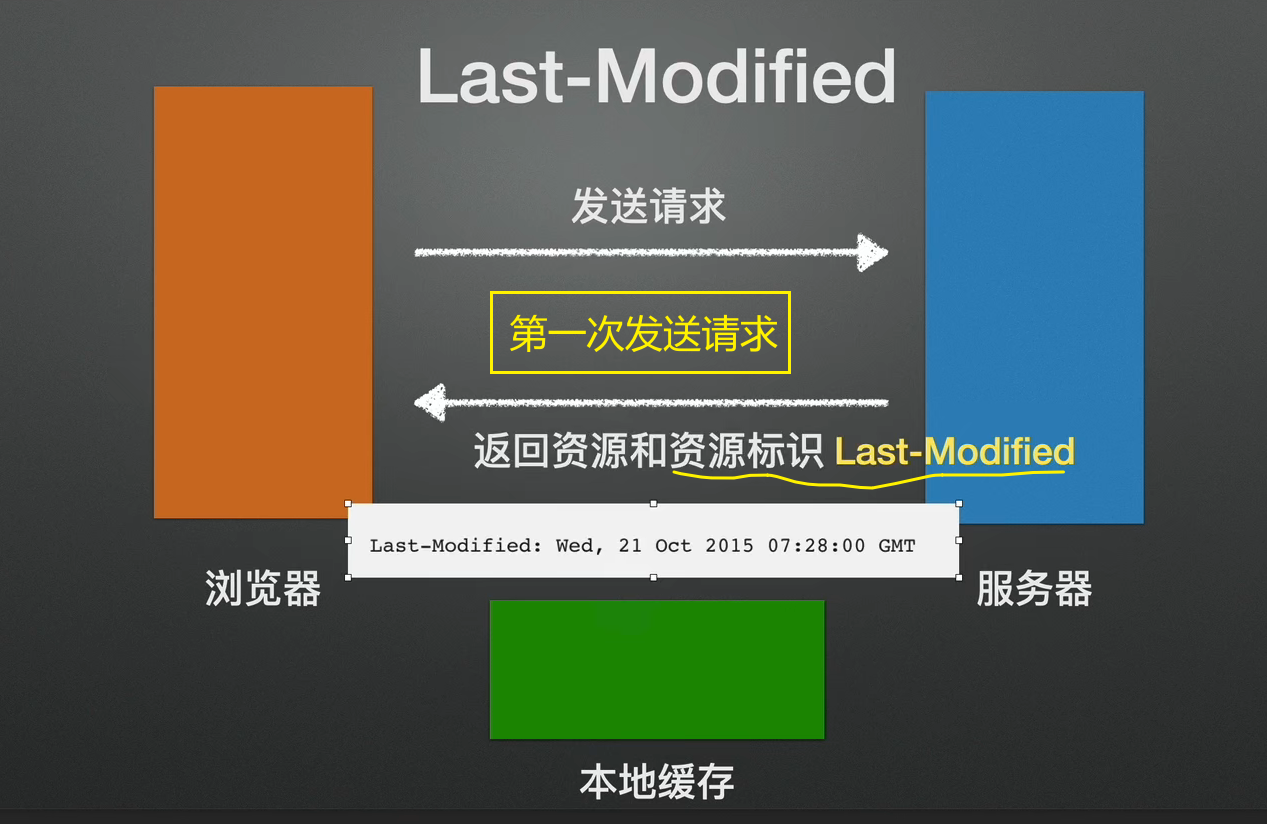 Last-Modified
发送请求
第一次发送请求
返回资源和资源标识 Last-Modified
Last-Modified: Wed, 21 Oct 2015 07:28:00 GMT
浏览器
服务器
本地缓存